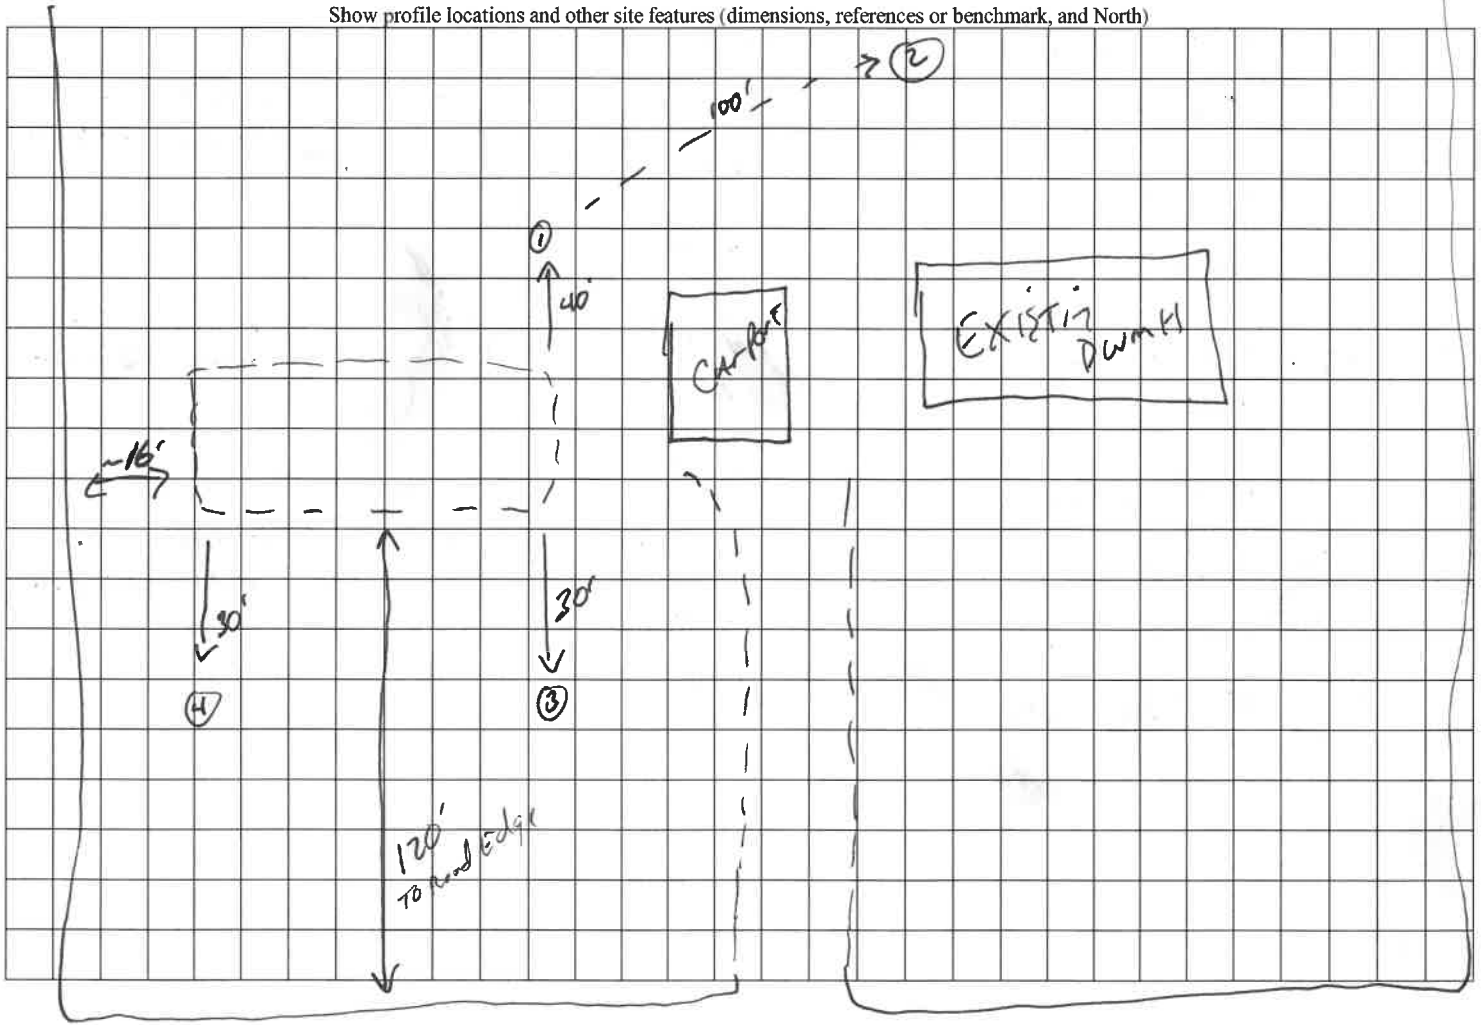 Show profile locations and other site features (dimensions, references or benchmark, and North)
2
100'
1
40'
Carport
Existin
DWMH
~16'
30'
30'
4
3
120'
To Road Edge